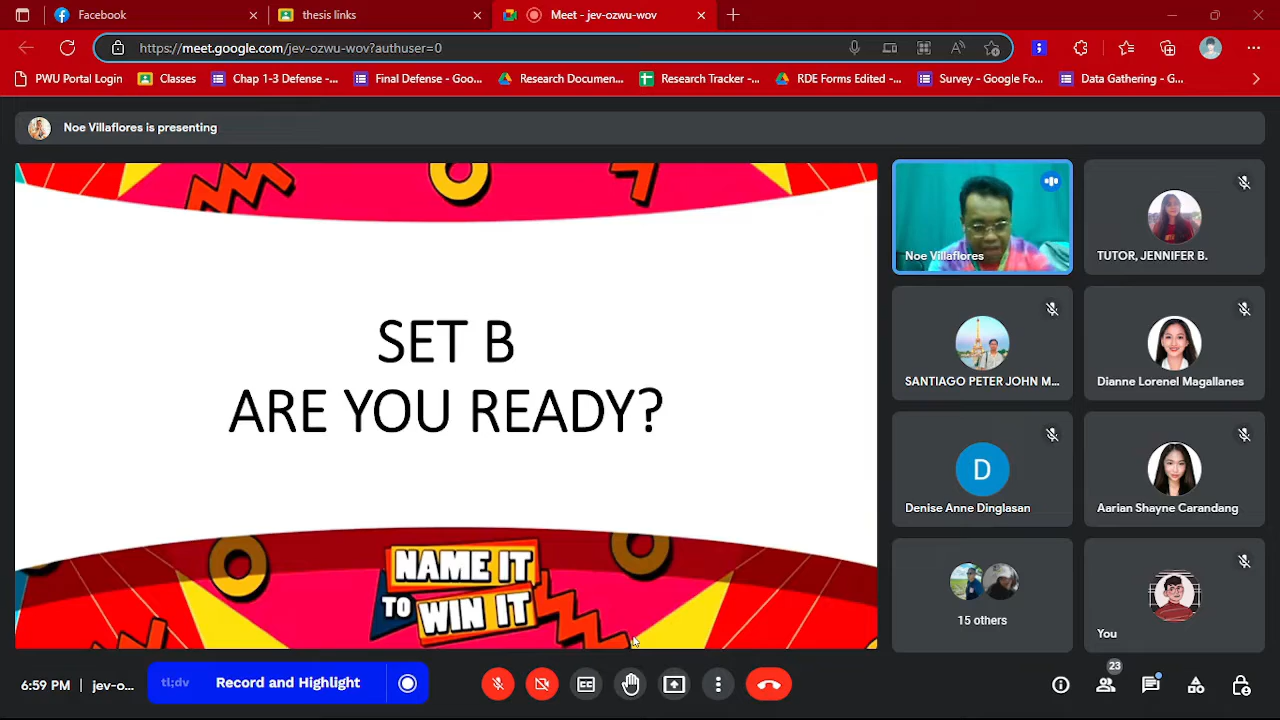 Facebook
thesis links
Meet - jev-ozwu-wov
https://meet.google.com/jev-ozwu-wov?authuser=0
PWU Portal Login
Classes
Chap 1-3 Defense -...
Final Defense - Goo...
Research Documen...
Research Tracker -...
RDE Forms Edited -...
Survey - Google Fo...
Data Gathering - G...
Noe Villaflores is presenting
SET B
ARE YOU READY?
NAME IT
TO WIN IT
Noe Villaflores
TUTOR, JENNIFER B.
SANTIAGO PETER JOHN M...
Dianne Lorenel Magallanes
D
Denise Anne Dinglasan
Aarian Shayne Carandang
15 others
You
6:59 PM | jev-o...
tl;dv
Record and Highlight
23